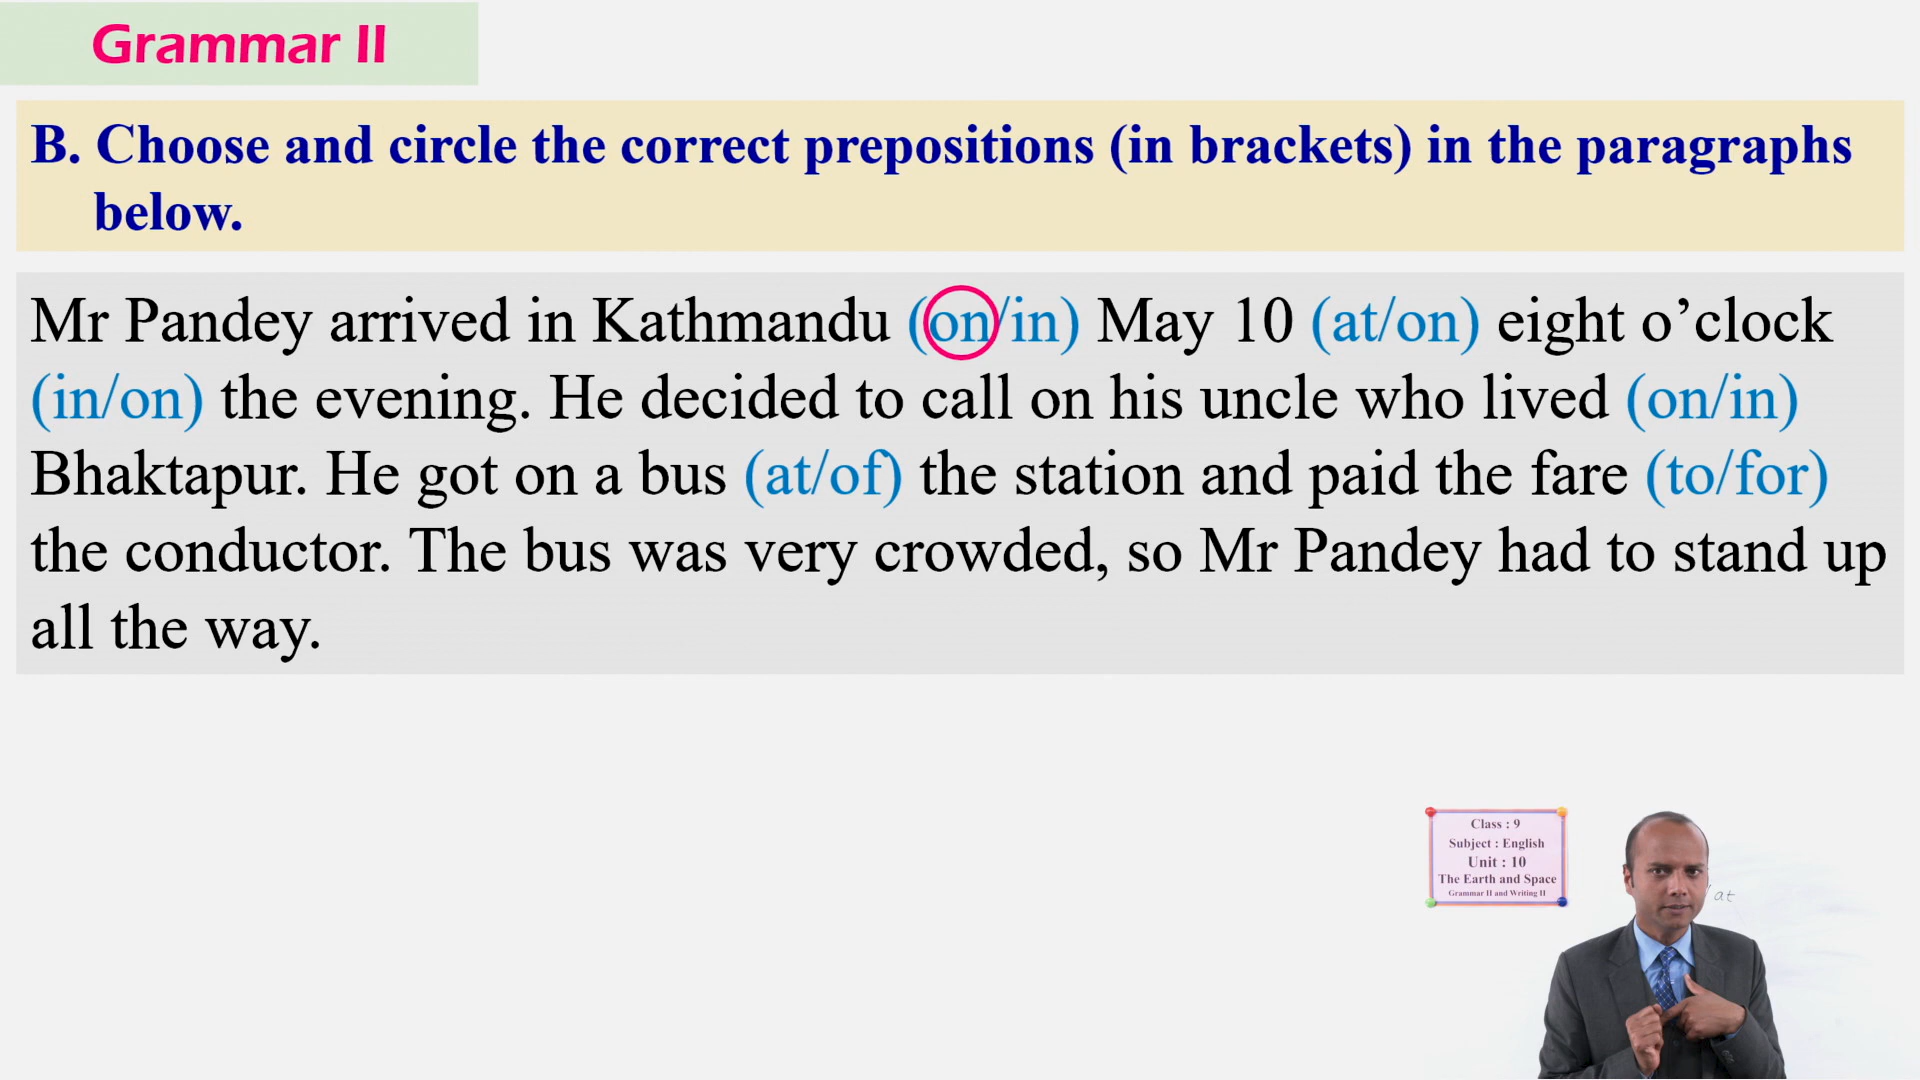 Grammar II
B. Choose and circle the correct prepositions (in brackets) in the paragraphs
below.
Mr Pandey arrived in Kathmandu (on/in) May 10 (at/on) eight o’clock
(in/on) the evening. He decided to call on his uncle who lived (on/in)
Bhaktapur. He got on a bus (at/of) the station and paid the fare (to/for)
the conductor. The bus was very crowded, so Mr Pandey had to stand up
all the way.
Class : 9
Subject : English
Unit : 10
The Earth and Space
Grammar II and Writing II
at